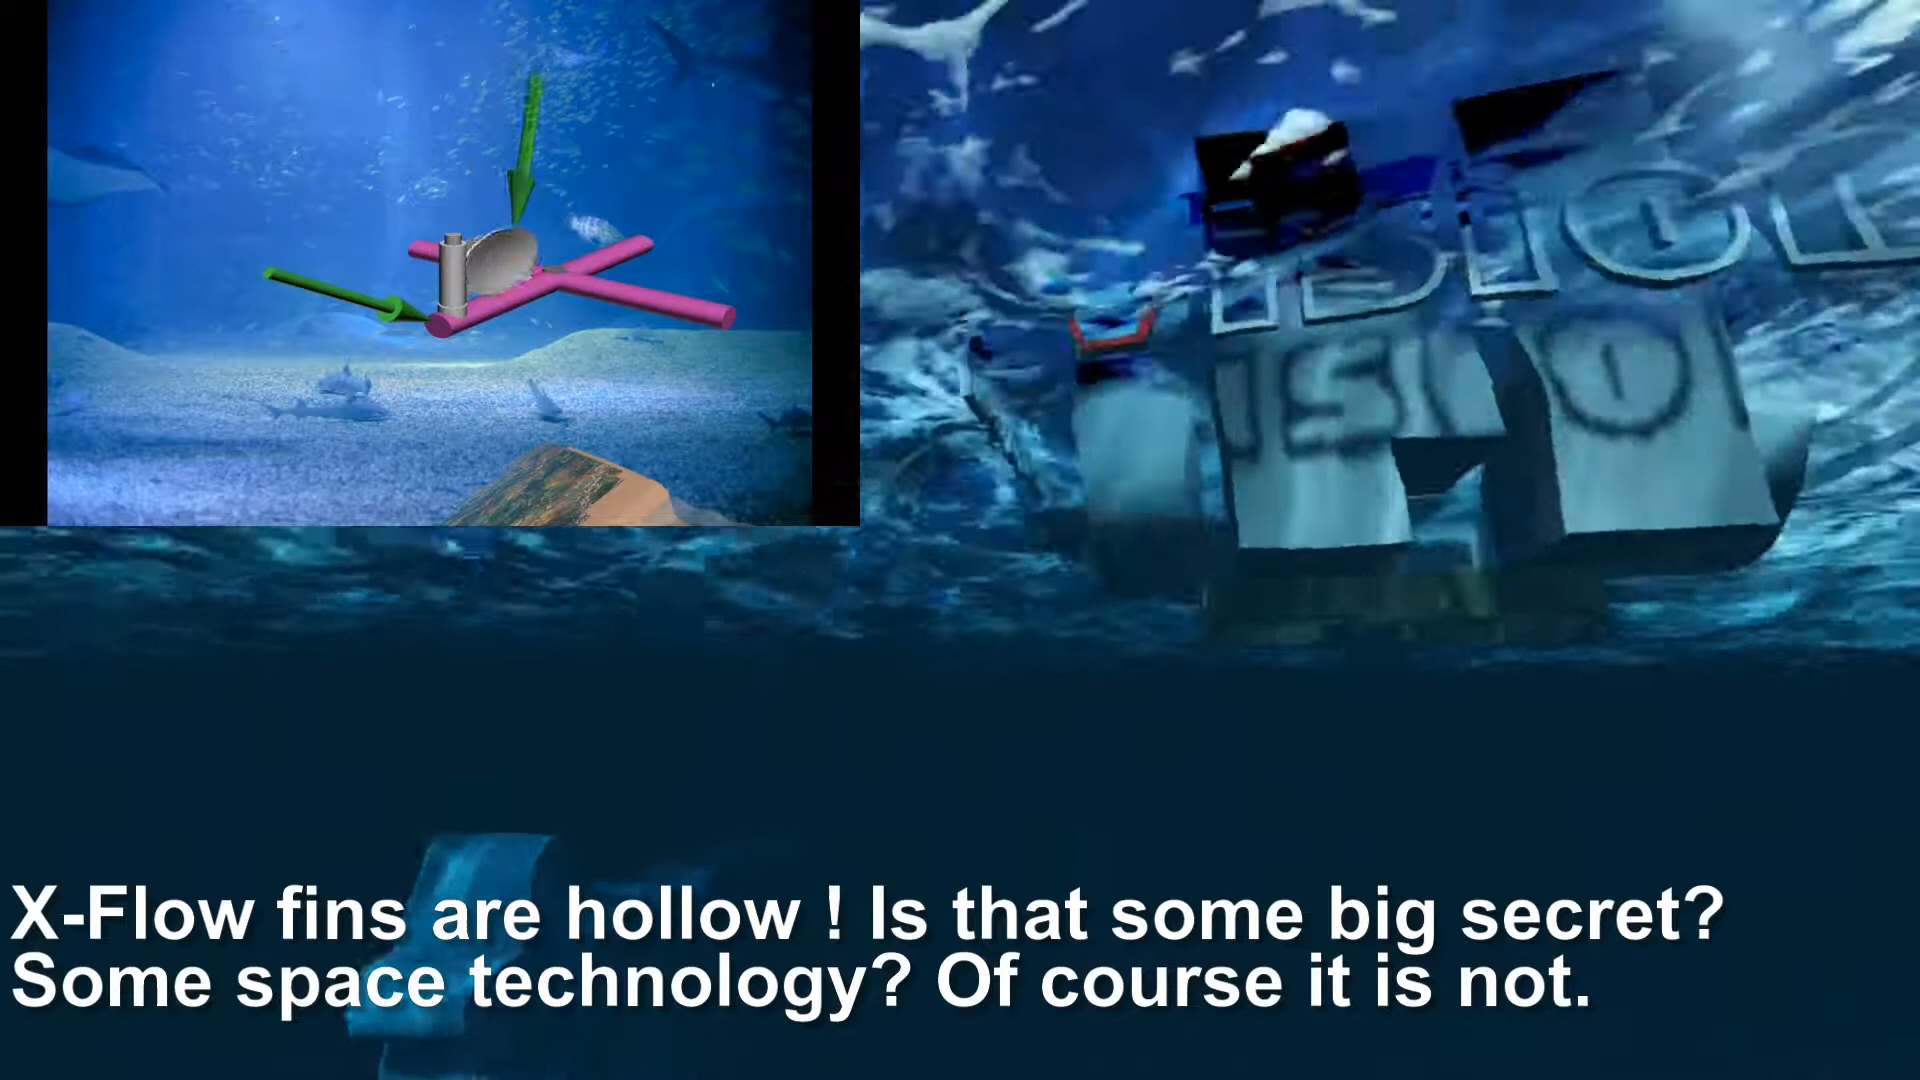 X-Flow fins are hollow ! Is that some big secret?
Some space technology? Of course it is not.